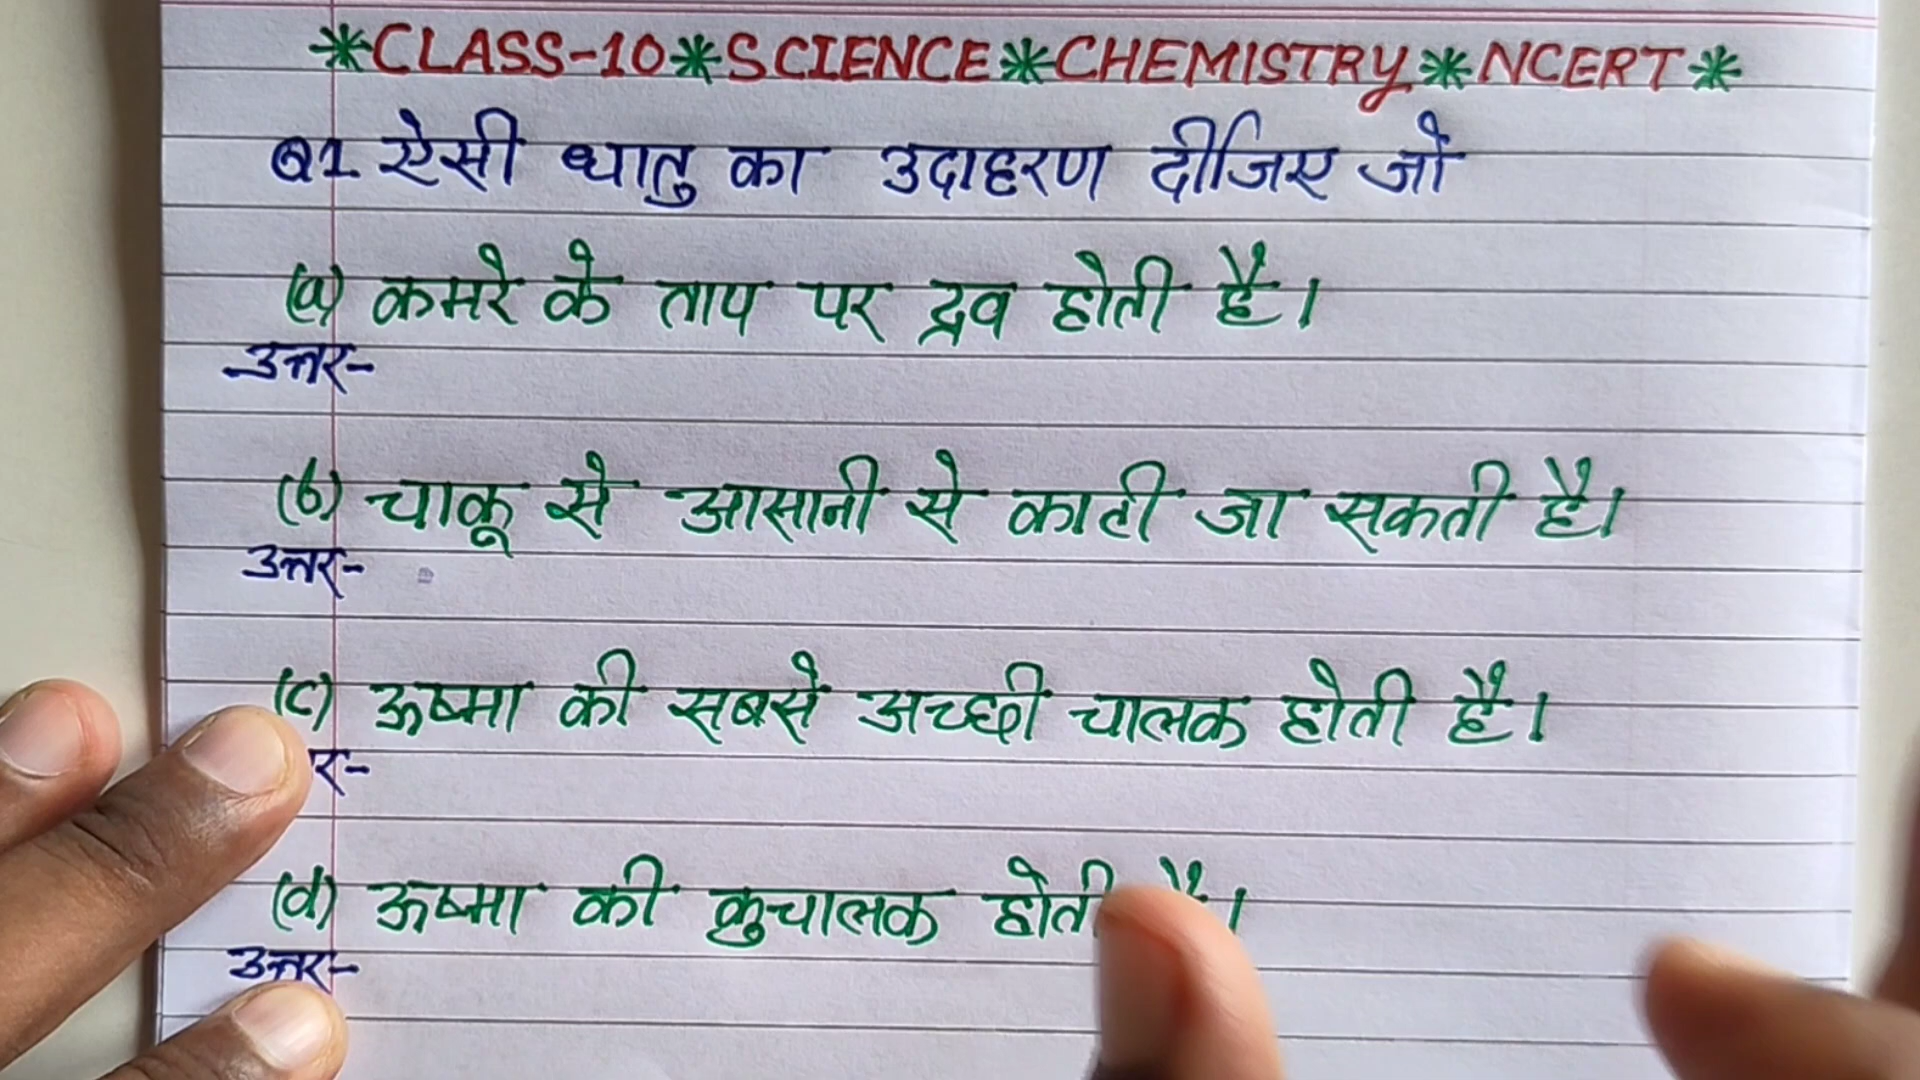 *CLASS-10*SCIENCE*CHEMISTRY*NCERT*
Q1 ऐसी धातु का उदाहरण दीजिए जो
(a) कमरे के ताप पर द्रव होती है।
उत्तर-
(b) चाकू से आसानी से काटी जा सकती है।
उत्तर-
(c) ऊष्मा की सबसे अच्छी चालक होती है।
र-
(d) ऊष्मा की कुचालक होती है।
उत्तर-